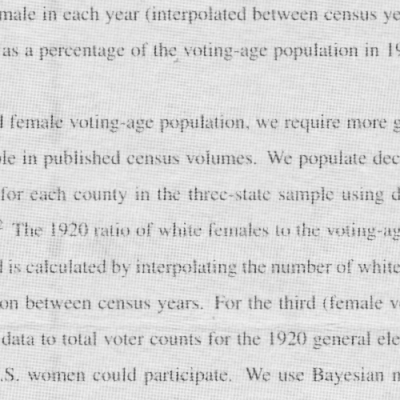 male in each year (interpolated between census ye
as a percentage of the voting-age population in 19
female voting-age population, we require more g
le in published census volumes. We populate dec
for each county in the three-state sample using d
2 The 1920 ratio of white females to the voting-ag
is calculated by interpolating the number of white
on between census years. For the third (female v
data to total voter counts for the 1920 general ele
.S. women could participate. We use Bayesian m